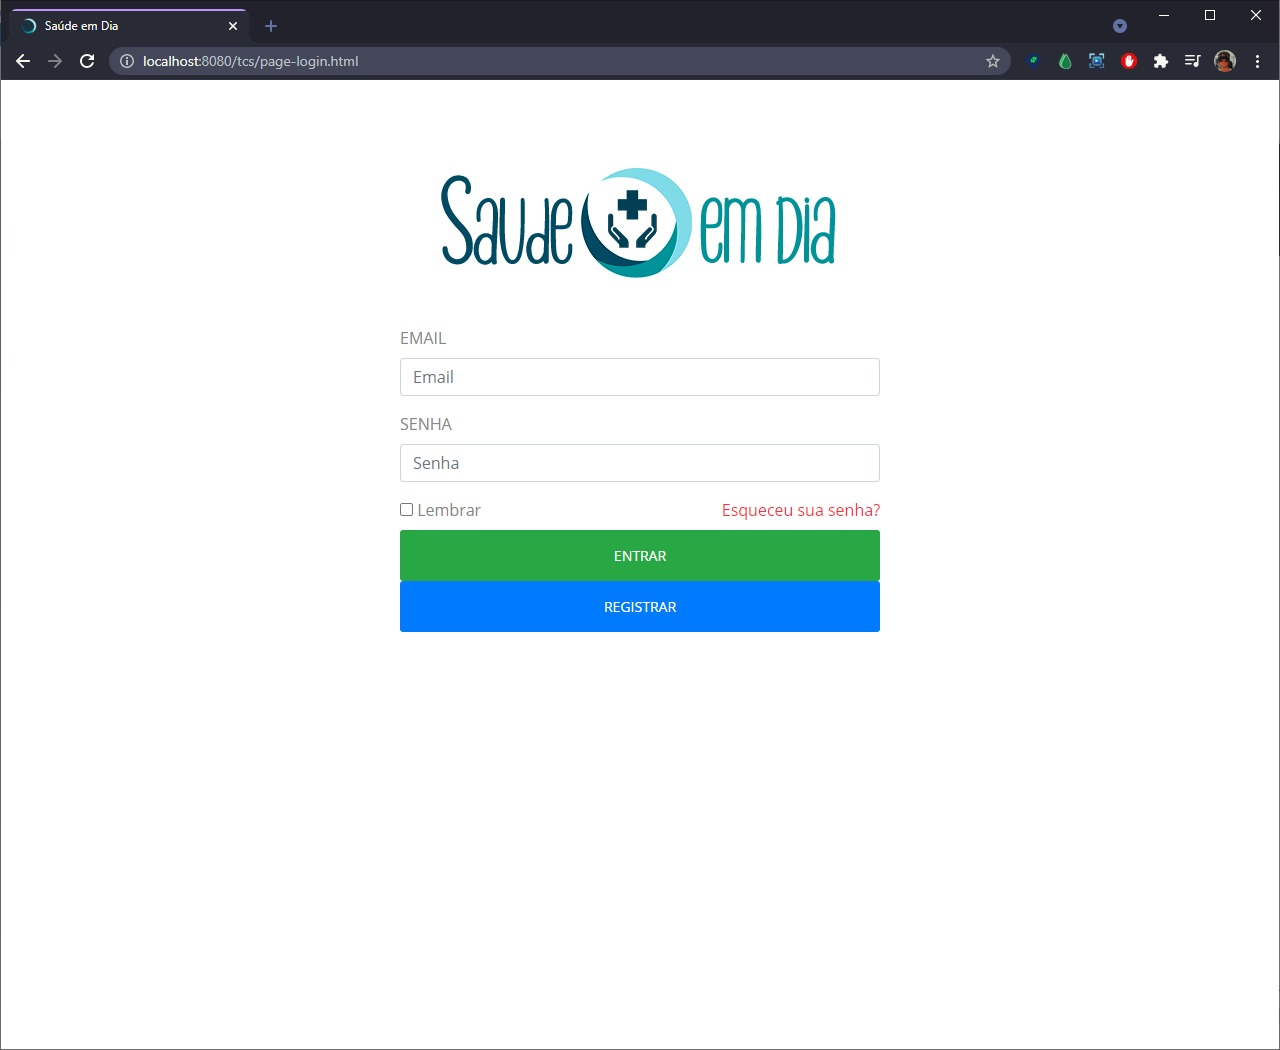 Saúde em Dia
localhost:8080/tcs/page-login.html
Saude em Dia
EMAIL
Email
SENHA
Senha
Lembrar Esqueceu sua senha?
ENTRAR
REGISTRAR